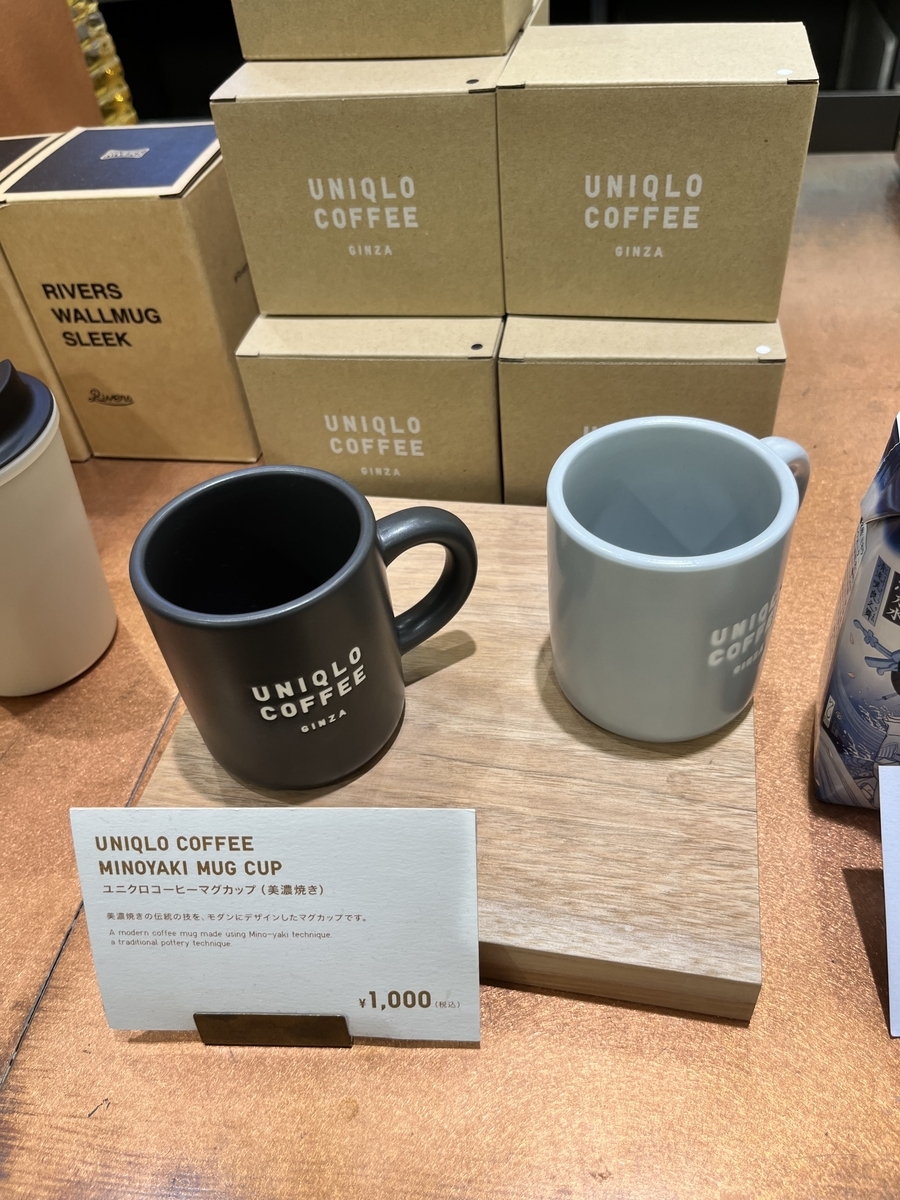 UNIQLO
COFFEE
GINZA
UNIQLO
COFFEE
GINZA
RIVERS
WALLMUG
SLEEK
Rivers
UNIQLO
COFFEE
GINZA
UNIQLO
COFFEE
GINZA
UNIQLO
COFFEE
GINZA
UNIQLO COFFEE
MINOYAKI MUG CUP
ユニクロコーヒーマグカップ（美濃焼き）
美濃焼きの伝統の技を、モダンにデザインしたマグカップです。
A modern coffee mug made using Mino-yaki technique,
a traditional pottery technique.
¥1,000（税込）